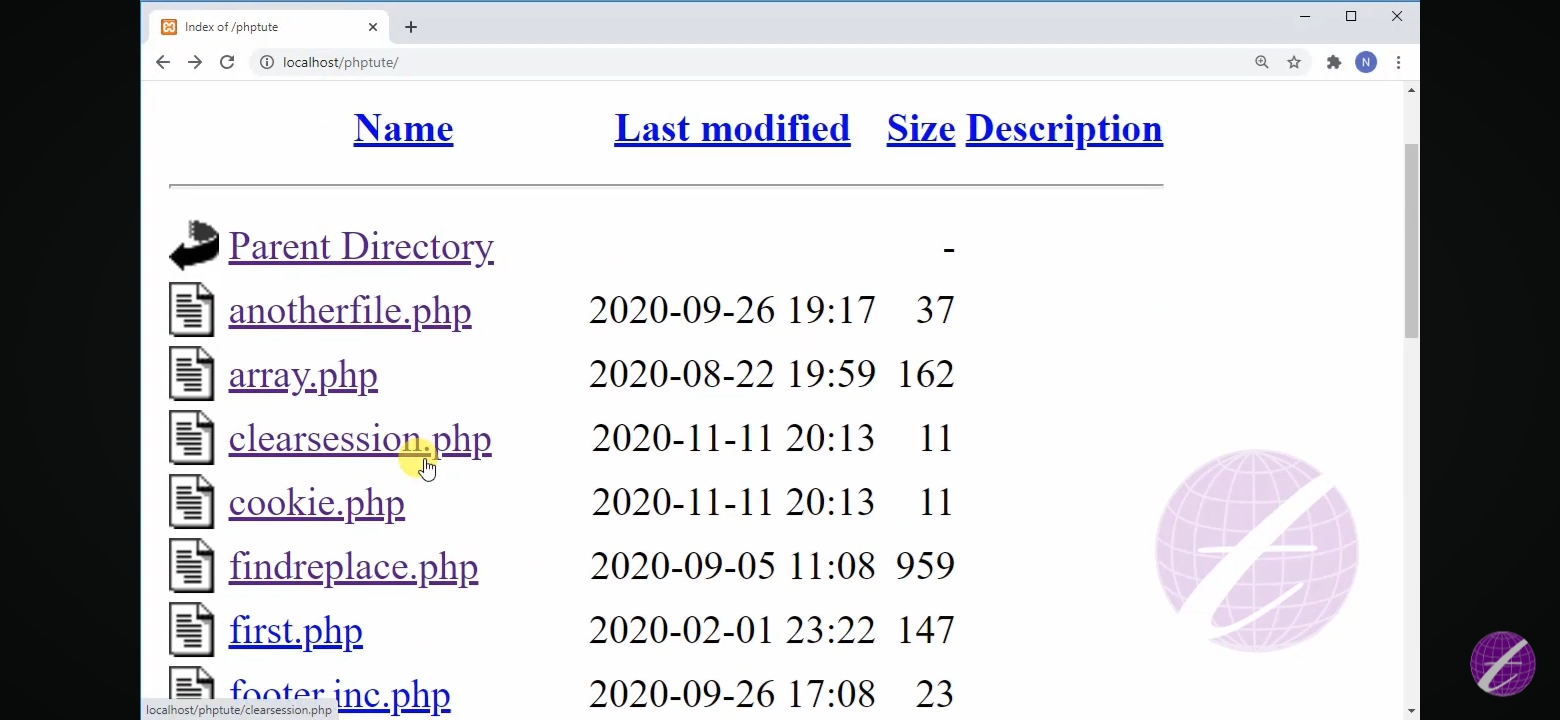 Index of /phptute
localhost/phptute/
N
Name Last modified Size Description
Parent Directory -
anotherfile.php 2020-09-26 19:17 37
array.php 2020-08-22 19:59 162
clearsession.php 2020-11-11 20:13 11
cookie.php 2020-11-11 20:13 11
findreplace.php 2020-09-05 11:08 959
first.php 2020-02-01 23:22 147
footer.inc.php 2020-09-26 17:08 23
localhost/phptute/clearsession.php